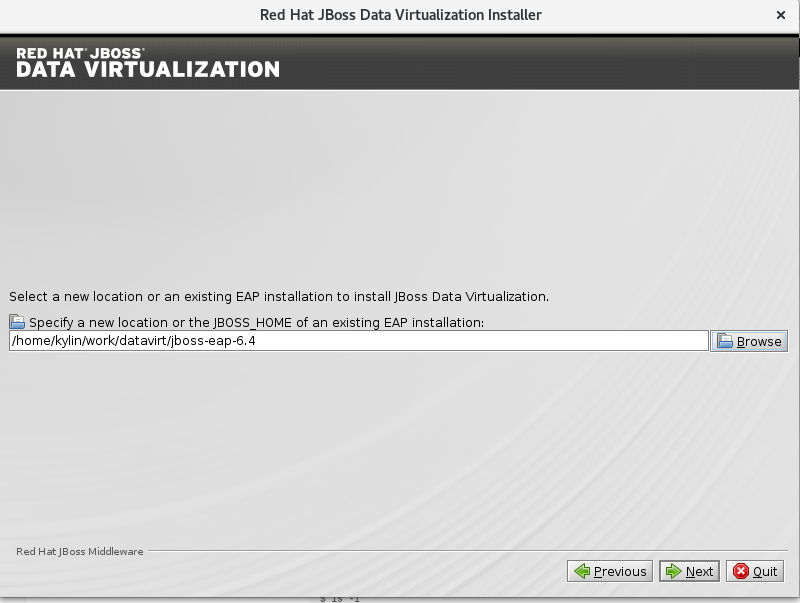 Red Hat JBoss Data Virtualization Installer
RED HAT® JBOSS®
DATA VIRTUALIZATION
Select a new location or an existing EAP installation to install JBoss Data Virtualization.
Specify a new location or the JBOSS_HOME of an existing EAP installation:
/home/kylin/work/datavirt/jboss-eap-6.4
Browse
Red Hat JBoss Middleware
Previous Next Quit